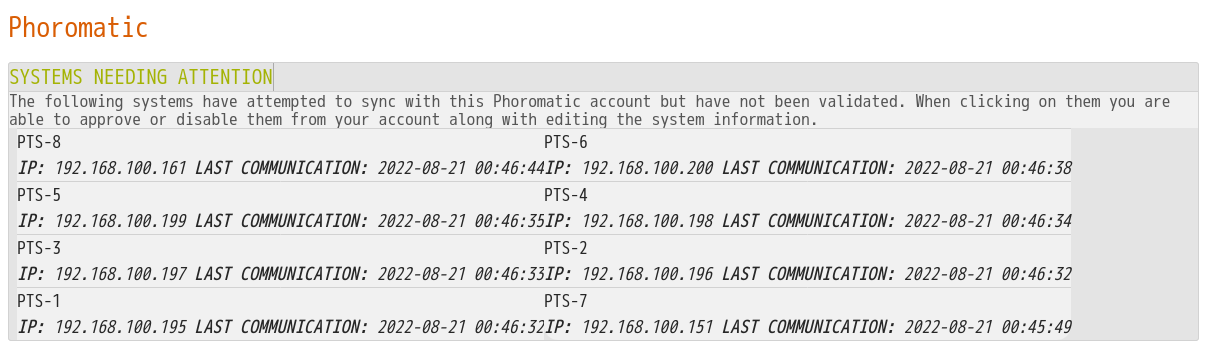 Phoromatic
SYSTEMS NEEDING ATTENTION
The following systems have attempted to sync with this Phoromatic account but have not been validated. When clicking on them you are
able to approve or disable them from your account along with editing the system information.
PTS-8 PTS-6
IP: 192.168.100.161 LAST COMMUNICATION: 2022-08-21 00:46:44 IP: 192.168.100.200 LAST COMMUNICATION: 2022-08-21 00:46:38
PTS-5 PTS-4
IP: 192.168.100.199 LAST COMMUNICATION: 2022-08-21 00:46:35 IP: 192.168.100.198 LAST COMMUNICATION: 2022-08-21 00:46:34
PTS-3 PTS-2
IP: 192.168.100.197 LAST COMMUNICATION: 2022-08-21 00:46:33 IP: 192.168.100.196 LAST COMMUNICATION: 2022-08-21 00:46:32
PTS-1 PTS-7
IP: 192.168.100.195 LAST COMMUNICATION: 2022-08-21 00:46:32 IP: 192.168.100.151 LAST COMMUNICATION: 2022-08-21 00:45:49